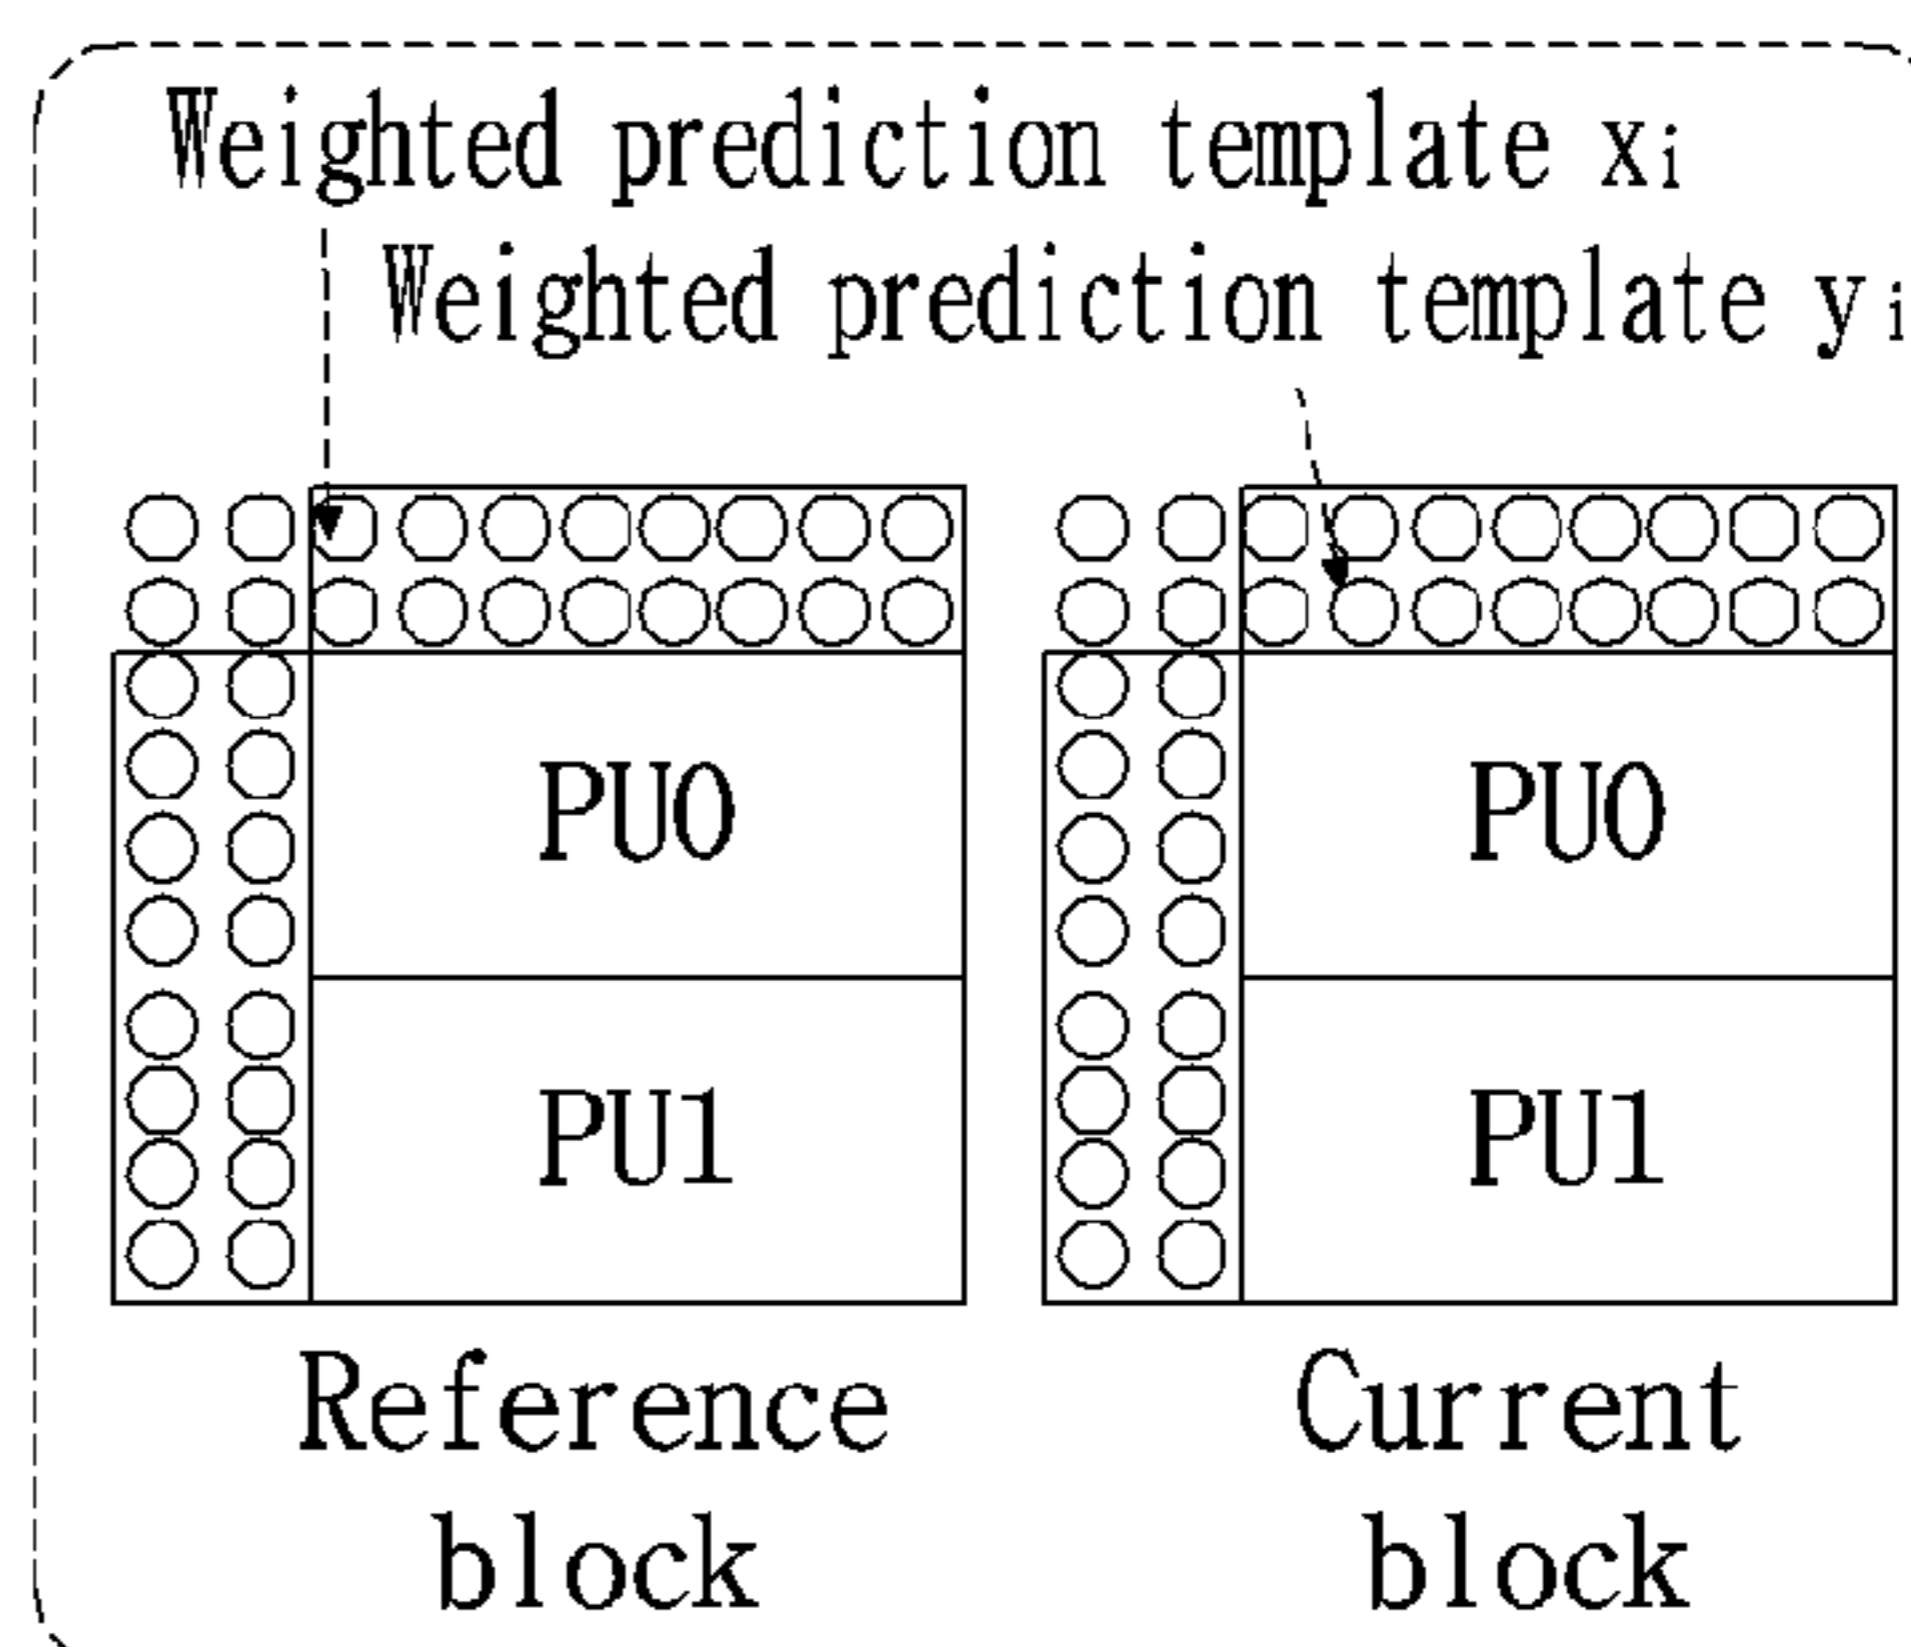 Weighted prediction template xi
Weighted prediction template yi
PU0
PU0
PU1
PU1
Reference block
Current block